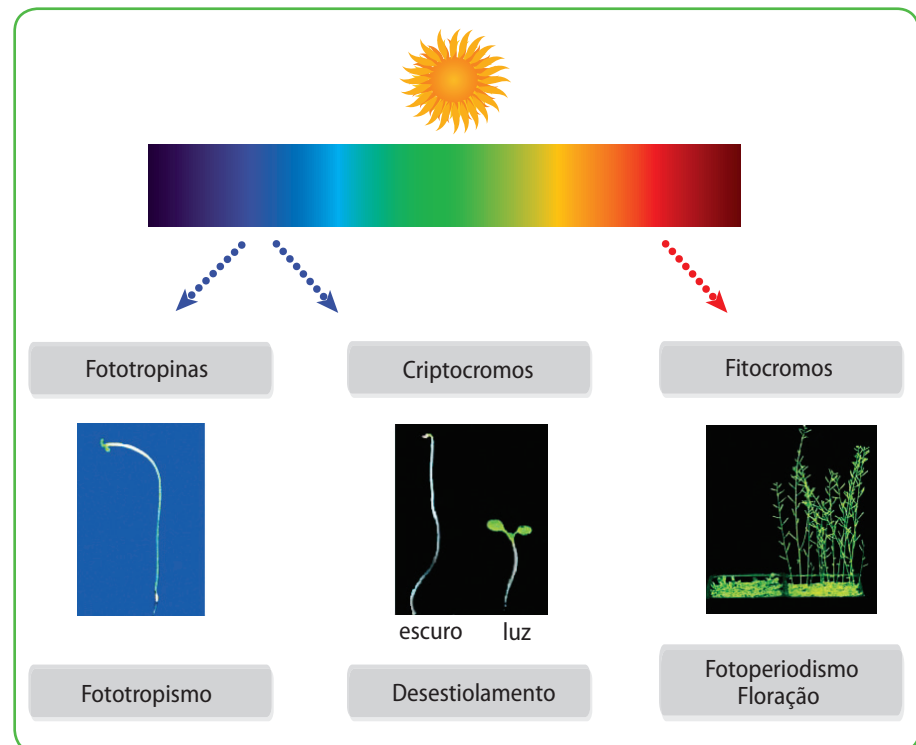 Fototropinas
Criptocromos
Fitocromos
escuro
luz
Fototropismo
Desestiolamento
Fotoperiodismo
Floração